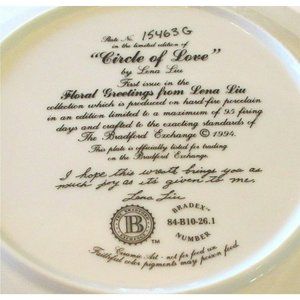 Plate No. 15463G
in the limited edition of
"Circle of Love"
by Lena Liu
First issue in the
Floral Greetings from Lena Liu
collection which is produced on hard-fire porcelain
in an edition limited to a maximum of 95 firing
days and crafted to the exacting standards of
The Bradford Exchange © 1994.
This plate is officially listed for trading
on the Bradford Exchange.
I hope this wreath brings you as
much joy as its given to me.
Lena Liu
BRADEX
84-B10-26.1
NUMBER
B
™
Ceramic Art - not for food use
Faithful color pigments may poison food